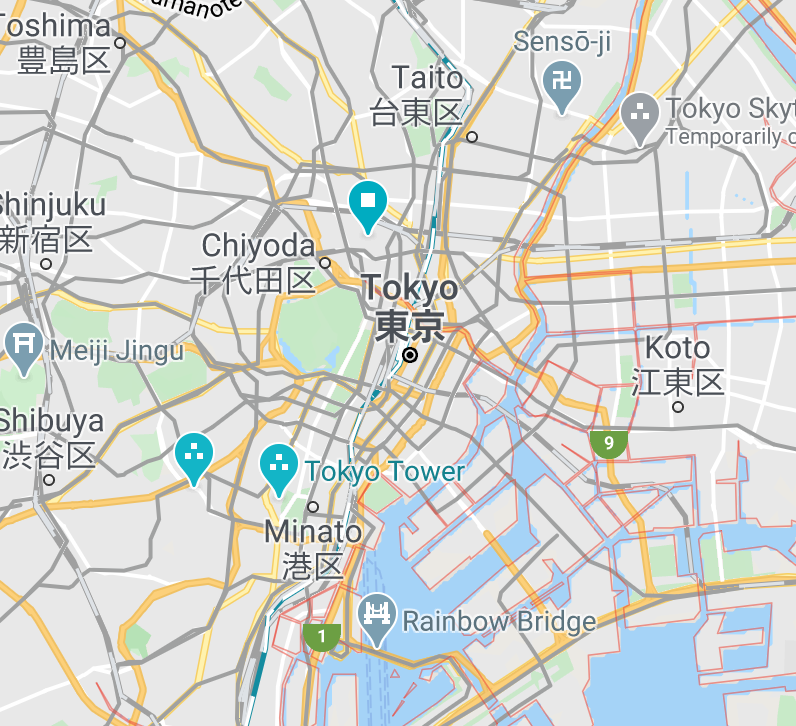 Toshima
豊島区
Sensō-ji
卍
Taito
台東区
Tokyo Skyt
Temporarily
Shinjuku
新宿区
Chiyoda
千代田区
Tokyo
東京
Meiji Jingu
Koto
江東区
Shibuya
渋谷区
9
Tokyo Tower
Minato
港区
Rainbow Bridge
1